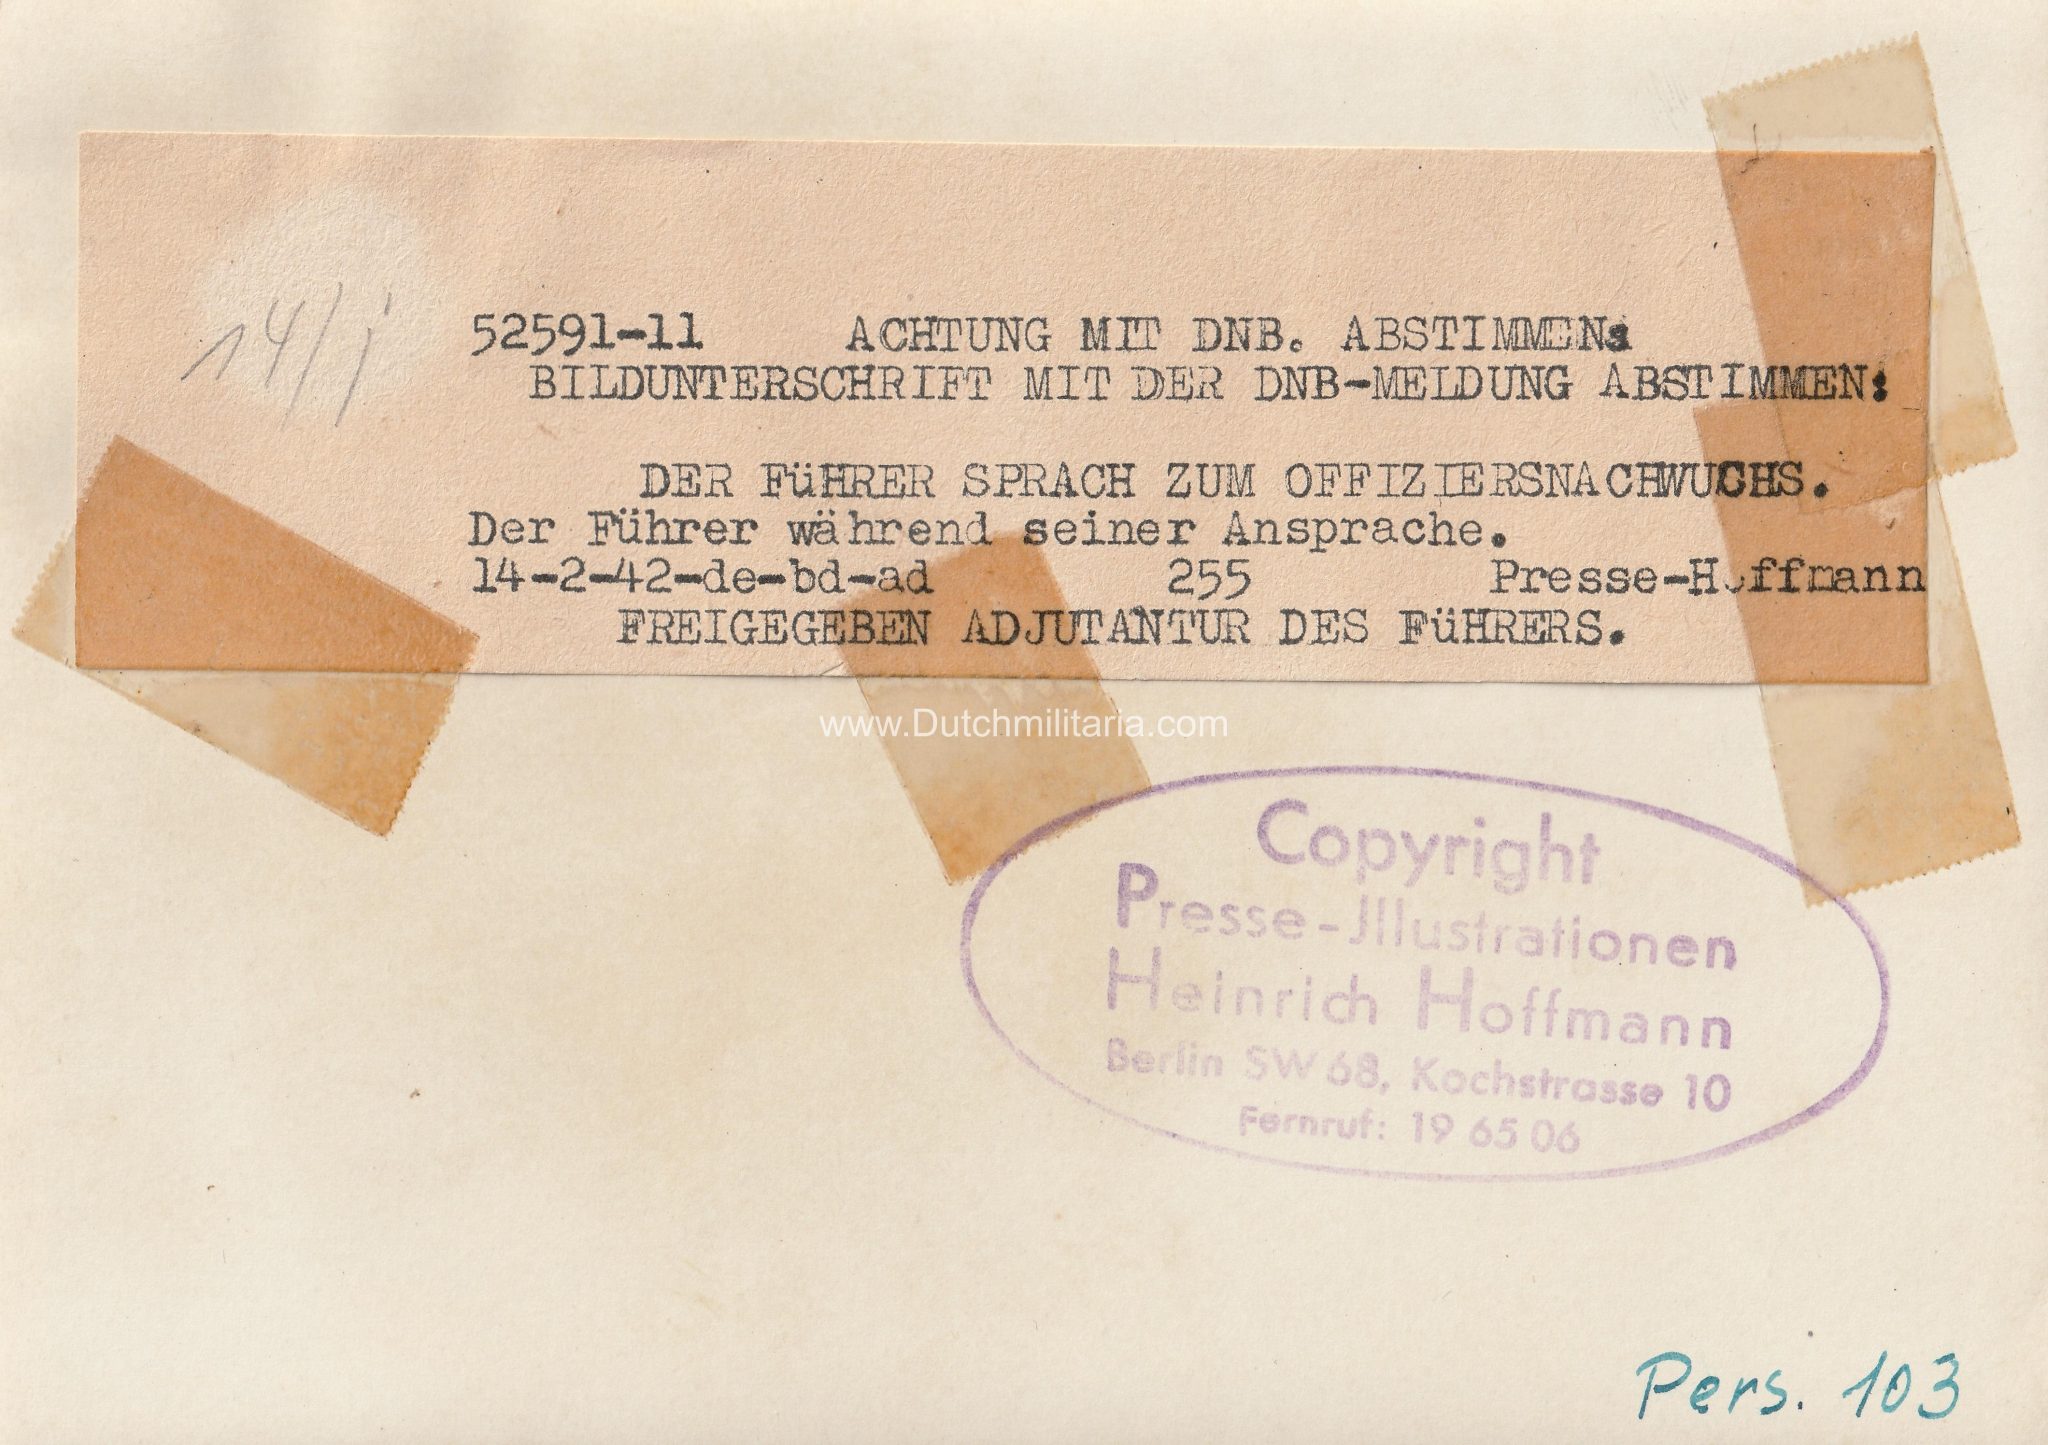 14/j
52591-11 ACHTUNG MIT DNB. ABSTIMMEN:
BILDUNTERSCHRIFT MIT DER DNB-MELDUNG ABSTIMMEN:
DER FüHRER SPRACH ZUM OFFIZIERSNACHWUCHS.
Der Führer während seiner Ansprache.
14-2-42-de-bd-ad 255 Presse-Hoffmann
FREIGEGEBEN ADJUTANTUR DES FüHRERS.
www.Dutchmilitaria.com
Copyright
Presse-Jllustrationen
Heinrich Hoffmann
Berlin SW 68, Kochstrasse 10
Fernruf: 19 65 06
Pers. 103